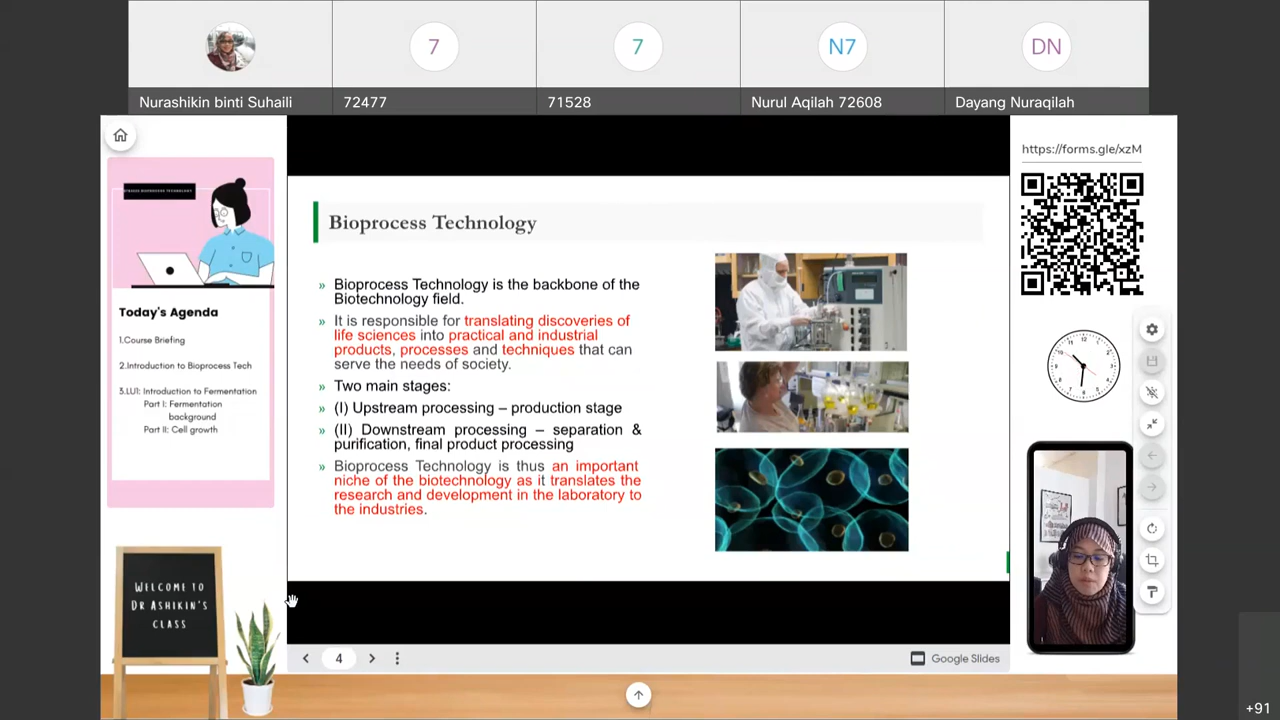 7
7
N7
DN
Nurashikin binti Suhaili
72477
71528
Nurul Aqilah 72608
Dayang Nuraqilah
https://forms.gle/xzM
Today's Agenda
1.Course Briefing
2.Introduction to Bioprocess Tech
3.LU1: Introduction to Fermentation
Part I: Fermentation
background
Part II: Cell growth
WELCOME TO
DR ASHIKIN'S
CLASS
Bioprocess Technology
» Bioprocess Technology is the backbone of the
Biotechnology field.
» It is responsible for translating discoveries of
life sciences into practical and industrial
products, processes and techniques that can
serve the needs of society.
» Two main stages:
» (I) Upstream processing – production stage
» (II) Downstream processing – separation &
purification, final product processing
» Bioprocess Technology is thus an important
niche of the biotechnology as it translates the
research and development in the laboratory to
the industries.
4
Google Slides
+91